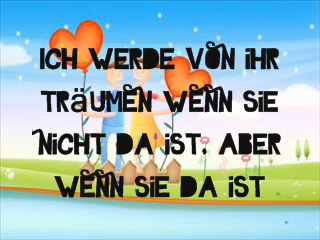 ICH WERDE VON IHR
TRÄUMEN WENN SIE
NICHT DA IST. ABER
WENN SIE DA IST